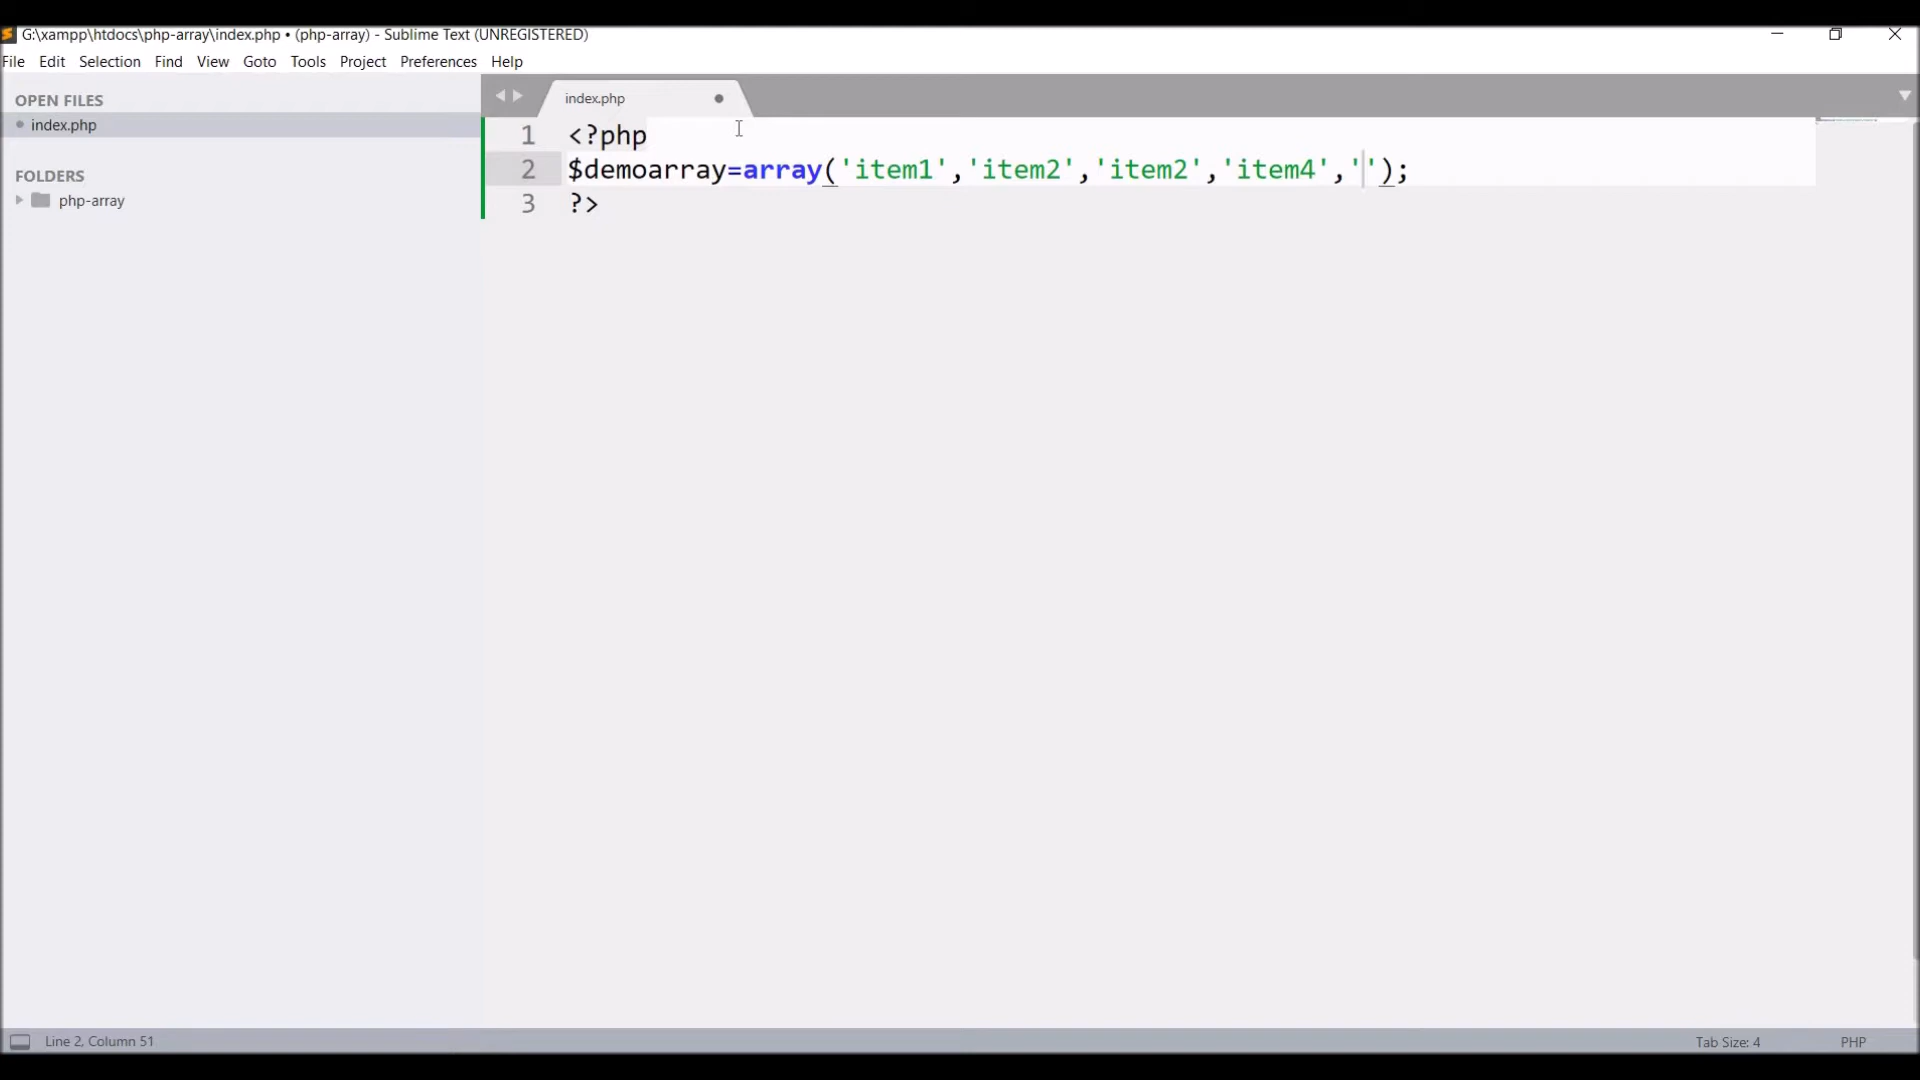 G:\xampp\htdocs\php-array\index.php • (php-array) - Sublime Text (UNREGISTERED)
File Edit Selection Find View Goto Tools Project Preferences Help
OPEN FILES
index.php
FOLDERS
php-array
index.php
1 <?php
2 $demoarray=array('item1','item2','item2','item4','');
3 ?>
Line 2, Column 51
Tab Size: 4
PHP